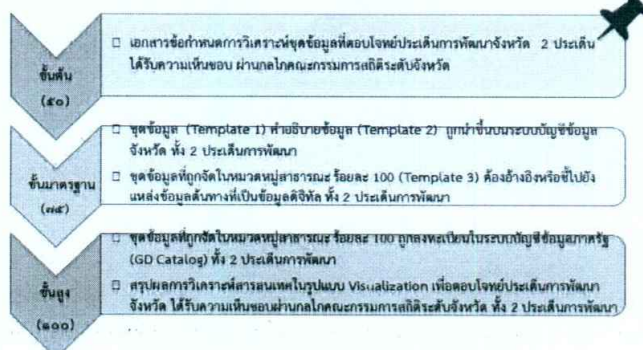 ขั้นต้น
(๕๐)
□ เอกสารข้อกำหนดการวิเคราะห์ชุดข้อมูลที่ตอบโจทย์ประเด็นการพัฒนาจังหวัด 2 ประเด็น
ได้รับความเห็นชอบ ผ่านกลไกคณะกรรมการสถิติระดับจังหวัด
ขั้นมาตรฐาน
(๗๕)
□ ชุดข้อมูล (Template 1) คำอธิบายข้อมูล (Template 2) ถูกนำขึ้นบนระบบบัญชีข้อมูล
จังหวัด ทั้ง 2 ประเด็นการพัฒนา
□ ชุดข้อมูลที่ถูกจัดในหมวดหมู่สาธารณะ ร้อยละ 100 (Template 3) ต้องอ้างอิงหรือชี้ไปยัง
แหล่งข้อมูลต้นทางที่เป็นข้อมูลดิจิทัล ทั้ง 2 ประเด็นการพัฒนา
ขั้นสูง
(๑๐๐)
□ ชุดข้อมูลที่ถูกจัดในหมวดหมู่สาธารณะ ร้อยละ 100 ถูกลงทะเบียนในระบบบัญชีข้อมูลภาครัฐ
(GD Catalog) ทั้ง 2 ประเด็นการพัฒนา
□ สรุปผลการวิเคราะห์สารสนเทศในรูปแบบ Visualization เพื่อตอบโจทย์ประเด็นการพัฒนา
จังหวัด ได้รับความเห็นชอบผ่านกลไกคณะกรรมการสถิติระดับจังหวัด ทั้ง 2 ประเด็นการพัฒนา